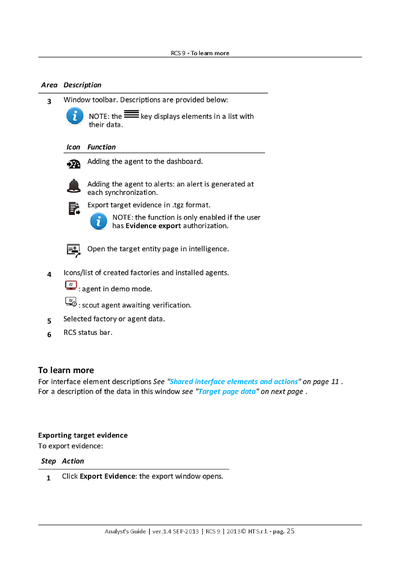 RCS 9 - To learn more
Area Description
3 Window toolbar. Descriptions are provided below:
NOTE: the key displays elements in a list with
their data.
Icon Function
Adding the agent to the dashboard.
Adding the agent to alerts: an alert is generated at
each synchronization.
Export target evidence in .tgz format.
NOTE: the function is only enabled if the user
has Evidence export authorization.
Open the target entity page in intelligence.
4 Icons/list of created factories and installed agents.
: agent in demo mode.
: scout agent awaiting verification.
5 Selected factory or agent data.
6 RCS status bar.
To learn more
For interface element descriptions See "Shared interface elements and actions" on page 11 .
For a description of the data in this window see "Target page data" on next page .
Exporting target evidence
To export evidence:
Step Action
1 Click Export Evidence: the export window opens.
Analyst's Guide | ver.1.4 SEP-2013 | RCS 9 | 2013© HT S.r.l. - pag. 25